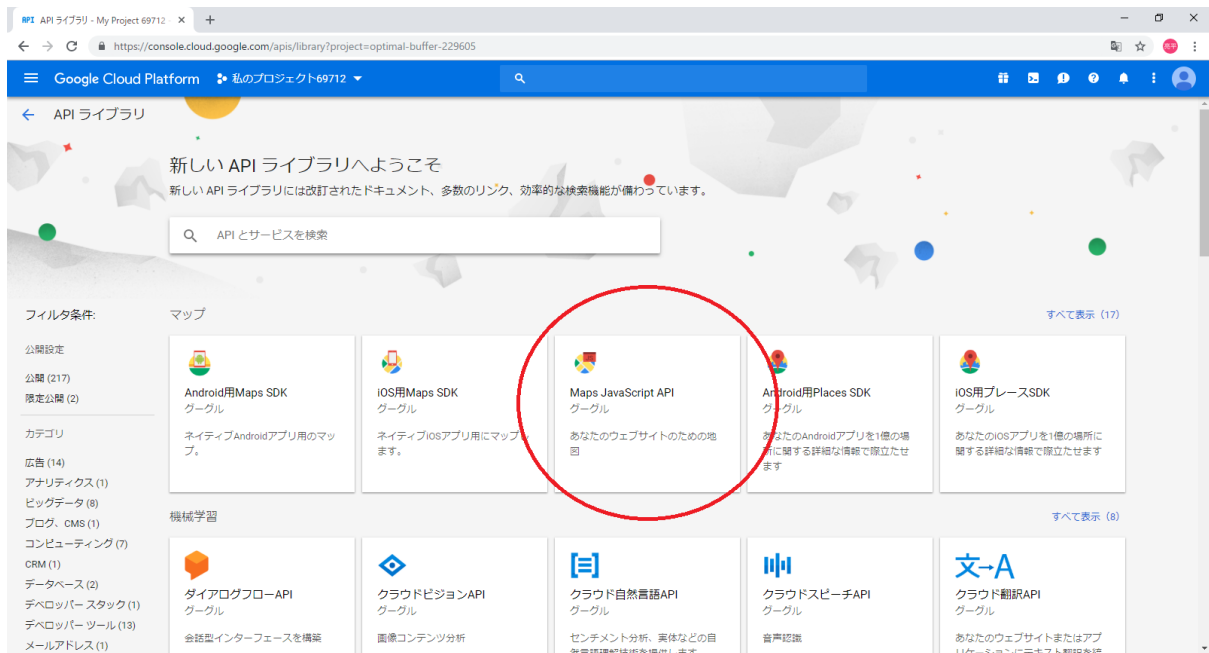 API API ライブラリ - My Project 69712
https://console.cloud.google.com/apis/library?project=optimal-buffer-229605
Google Cloud Platform 私のプロジェクト69712
API ライブラリ
新しい API ライブラリへようこそ
新しい API ライブラリには改訂されたドキュメント、多数のリンク、効率的な検索機能が備わっています。
API とサービスを検索
フィルタ条件:
公開設定
公開 (217)
限定公開 (2)
カテゴリ
広告 (14)
アナリティクス (1)
ビッグデータ (8)
ブログ、CMS (1)
コンピューティング (7)
CRM (1)
データベース (2)
デベロッパー スタック (1)
デベロッパー ツール (13)
メールアドレス (1)
マップ
すべて表示 (17)
Android用Maps SDK
グーグル
ネイティブAndroidアプリ用のマッ
プ。
iOS用Maps SDK
グーグル
ネイティブiOSアプリ用にマップし
ます。
Maps JavaScript API
グーグル
あなたのウェブサイトのための地
図
Android用Places SDK
グーグル
あなたのAndroidアプリを1億の場
所に関する詳細な情報で際立たせ
ます
iOS用プレースSDK
グーグル
あなたのiOSアプリを1億の場所に
関する詳細な情報で際立たせます
機械学習
すべて表示 (8)
ダイアログフローAPI
グーグル
会話型インターフェースを構築
クラウドビジョンAPI
グーグル
画像コンテンツ分析
クラウド自然言語API
グーグル
センチメント分析、実体などの自
然言語理解技術を提供します
クラウドスピーチAPI
グーグル
音声認識
文→A
クラウド翻訳API
グーグル
あなたのウェブサイトまたはアプ
リケーションにテキスト翻訳を